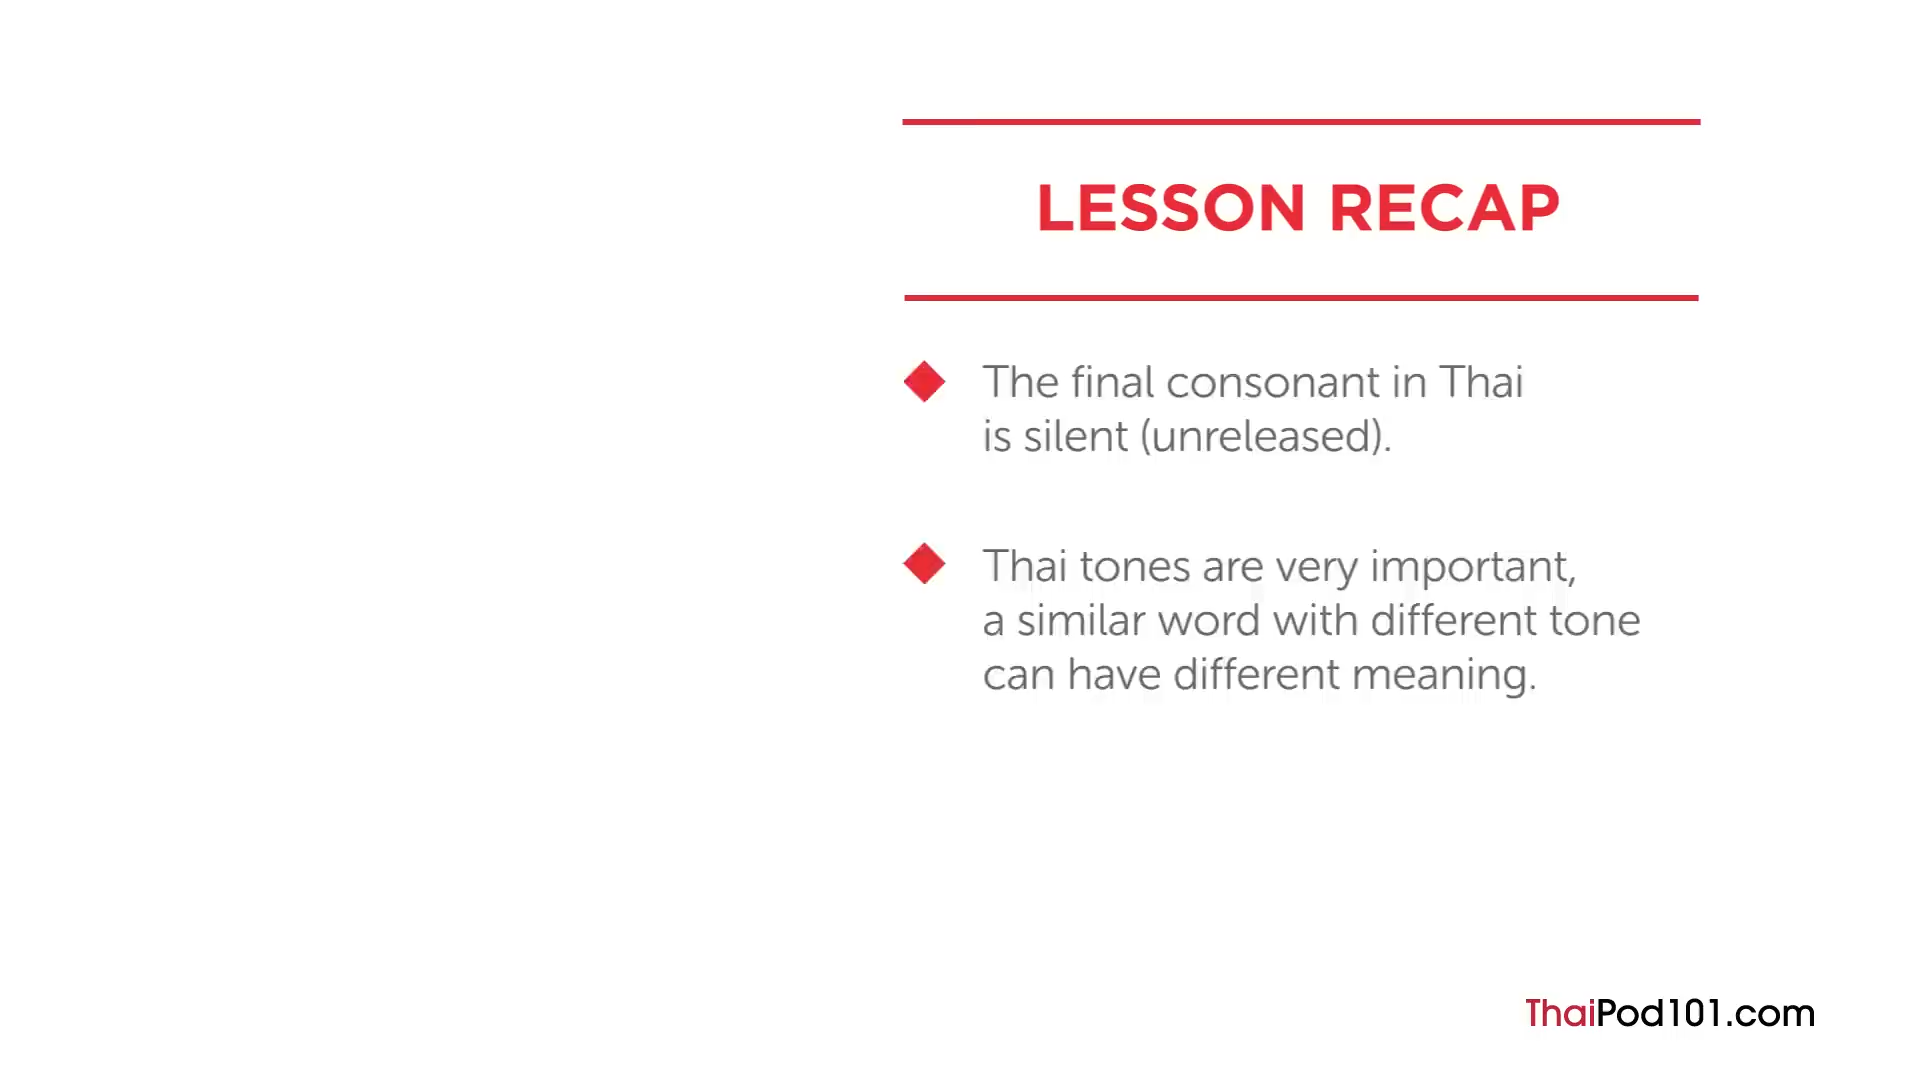 LESSON RECAP
The final consonant in Thai
is silent (unreleased).
Thai tones are very important,
a similar word with different tone
can have different meaning.
ThaiPod101.com